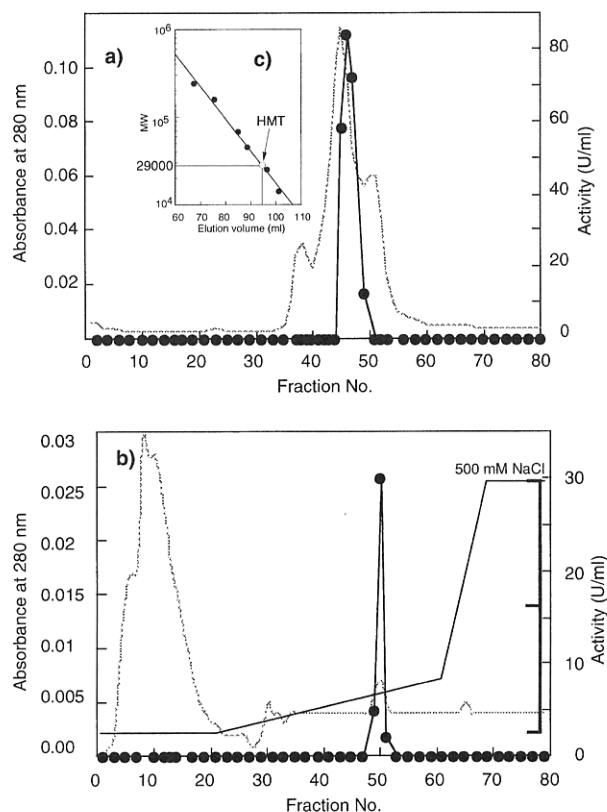 a)
Absorbance at 280 nm
0.10
0.08
0.06
0.04
0.02
Activity (U/ml)
80
60
40
20
0
0 10 20 30 40 50 60 70 80
Fraction No.
c)
MW
10⁶
10⁵
29000
10⁴
HMT
60 70 80 90 100 110
Elution volume (ml)
b)
Absorbance at 280 nm
0.03
0.025
0.02
0.015
0.01
0.005
0.00
500 mM NaCl
Activity (U/ml)
30
20
10
0
0 10 20 30 40 50 60 70 80
Fraction No.